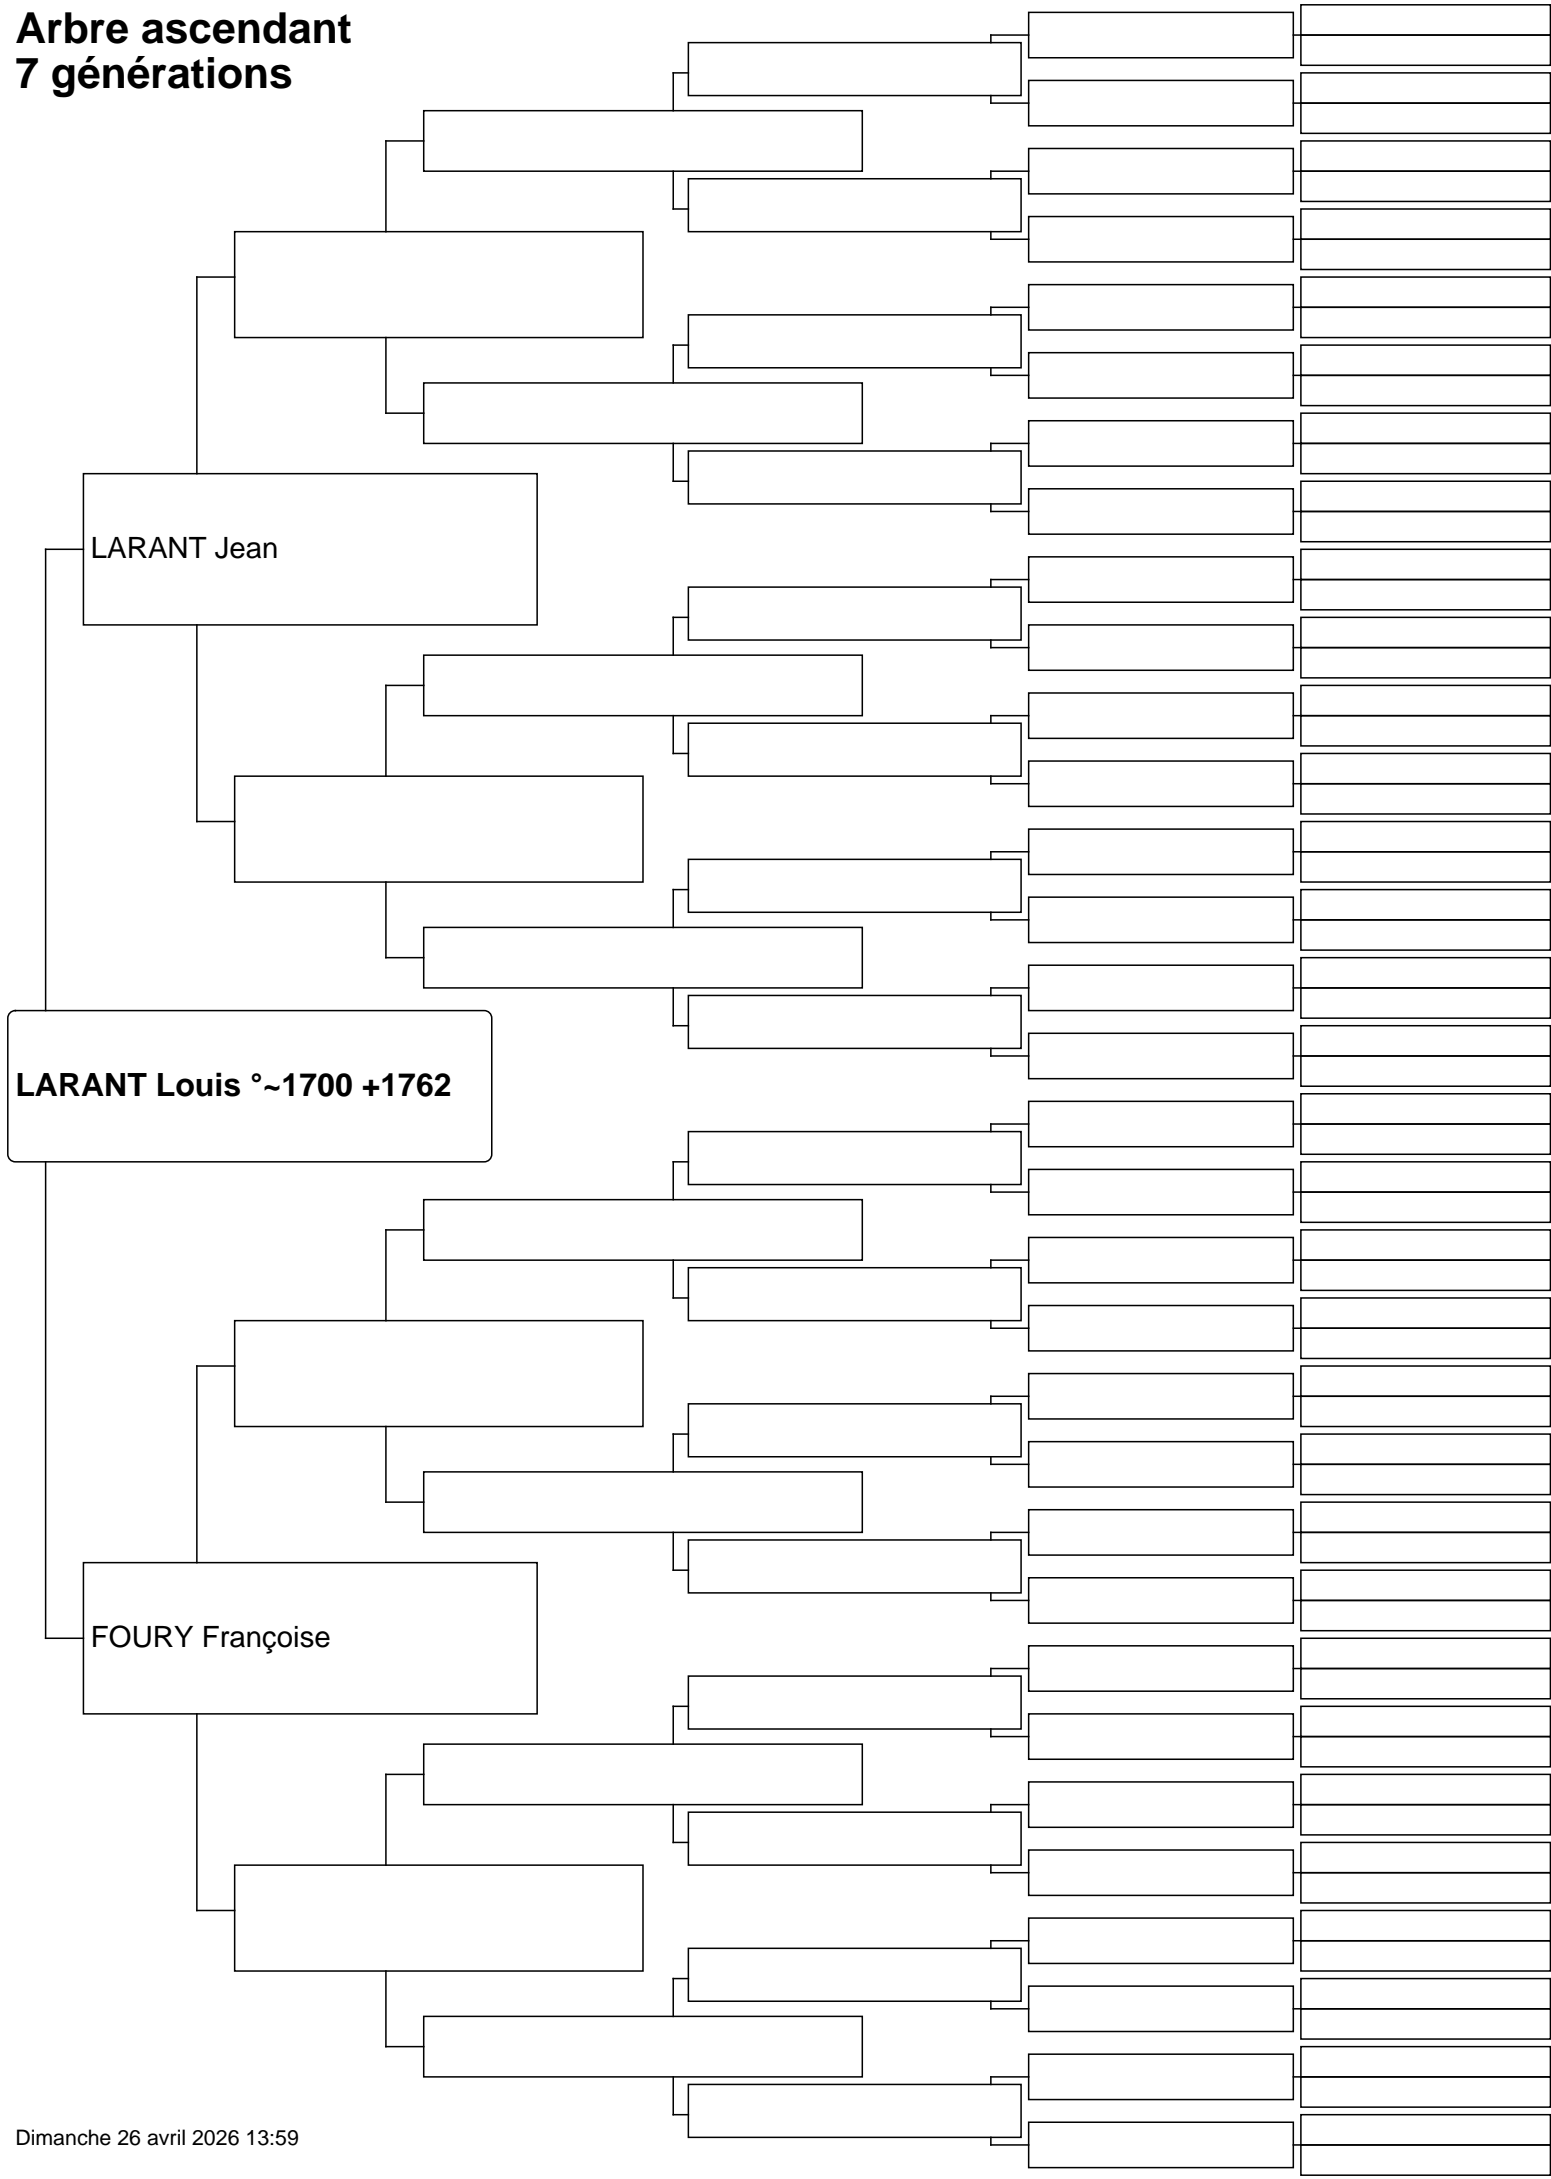 Arbre ascendant
7 générations
LARANT Jean
LARANT Louis °~1700 +1762
FOURY Françoise
Dimanche 26 avril 2026 13:59